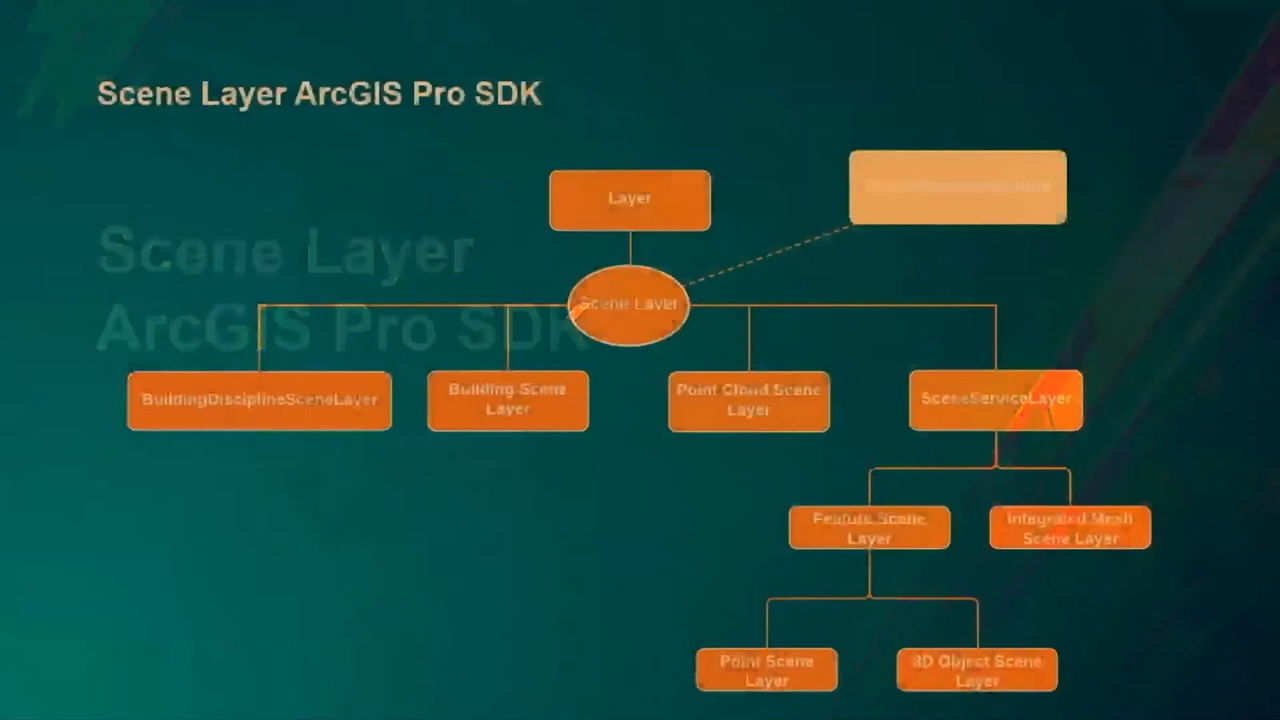 Scene Layer ArcGIS Pro SDK
Layer
Scene Layer
ArcGIS Pro SDK
Scene Layer
BuildingDisciplineSceneLayer
Building Scene
Layer
Point Cloud Scene
Layer
SceneServiceLayer
Feature Scene
Layer
Integrated Mesh
Scene Layer
Point Scene
Layer
3D Object Scene
Layer